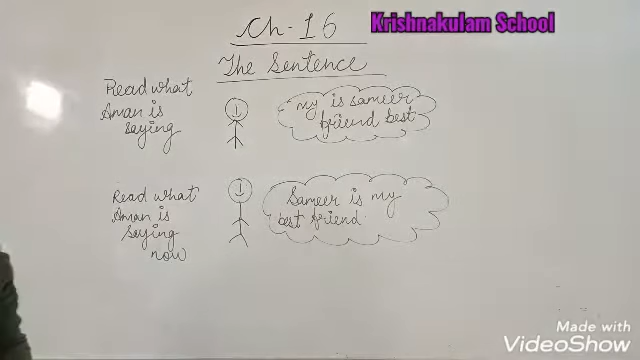 Ch-16
Krishnakulam School
The Sentence
Read what
Aman is
saying
my is sameer
friend best
Read what
Aman is
saying
now
Sameer is my
best friend
Made with
VideoShow